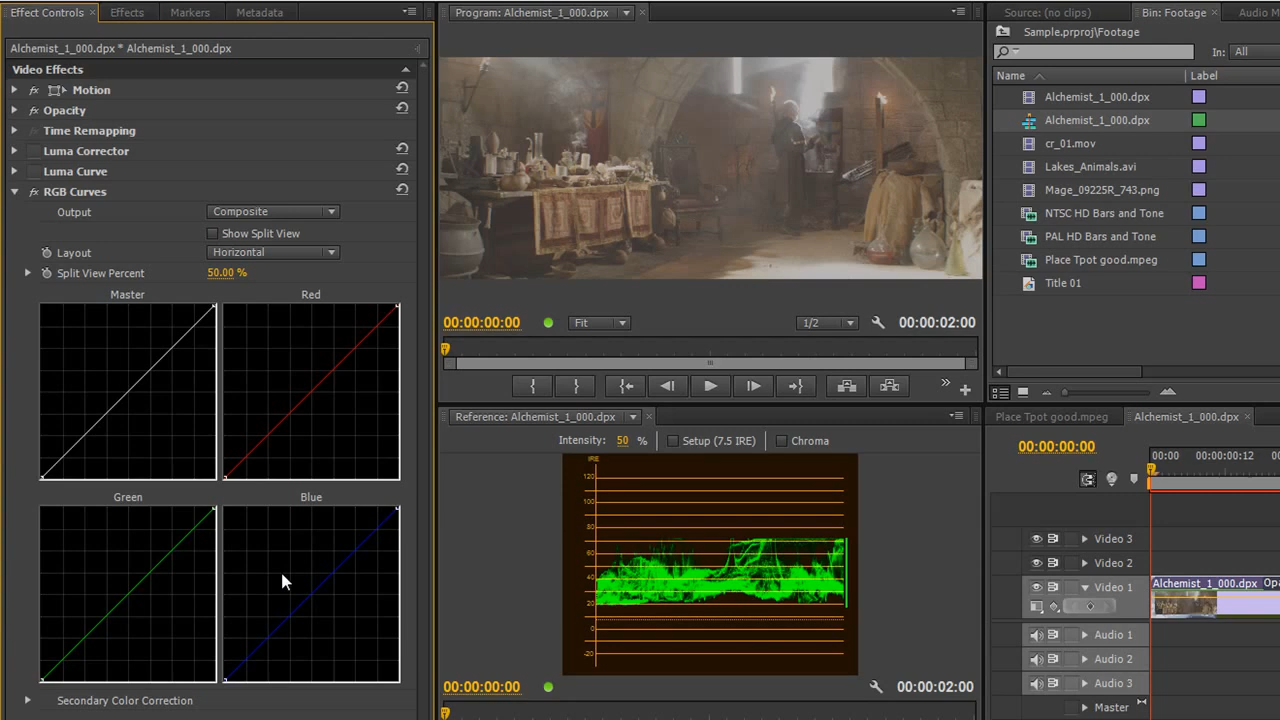 Effect Controls
Effects
Markers
Metadata
Alchemist_1_000.dpx * Alchemist_1_000.dpx
Video Effects
fx Motion
fx Opacity
Time Remapping
Luma Corrector
Luma Curve
fx RGB Curves
Output Composite
Show Split View
Layout Horizontal
Split View Percent 50.00 %
Master Red
Green Blue
Secondary Color Correction
Program: Alchemist_1_000.dpx
00:00:00:00 Fit 1/2 00:00:02:00
Reference: Alchemist_1_000.dpx
Intensity: 50 % Setup (7.5 IRE) Chroma
IRE
120
100
80
60
40
20
0
-20
00:00:00:00 00:00:02:00
Source: (no clips) Bin: Footage Audio M
Sample.prproj\Footage
In: All
Name Label
Alchemist_1_000.dpx
Alchemist_1_000.dpx
cr_01.mov
Lakes_Animals.avi
Mage_09225R_743.png
NTSC HD Bars and Tone
PAL HD Bars and Tone
Place Tpot good.mpeg
Title 01
Place Tpot good.mpeg Alchemist_1_000.dpx
00:00:00:00
00:00 00:00:00:12
Video 3
Video 2
Video 1 Alchemist_1_000.dpx Opa
Audio 1
Audio 2
Audio 3
Master